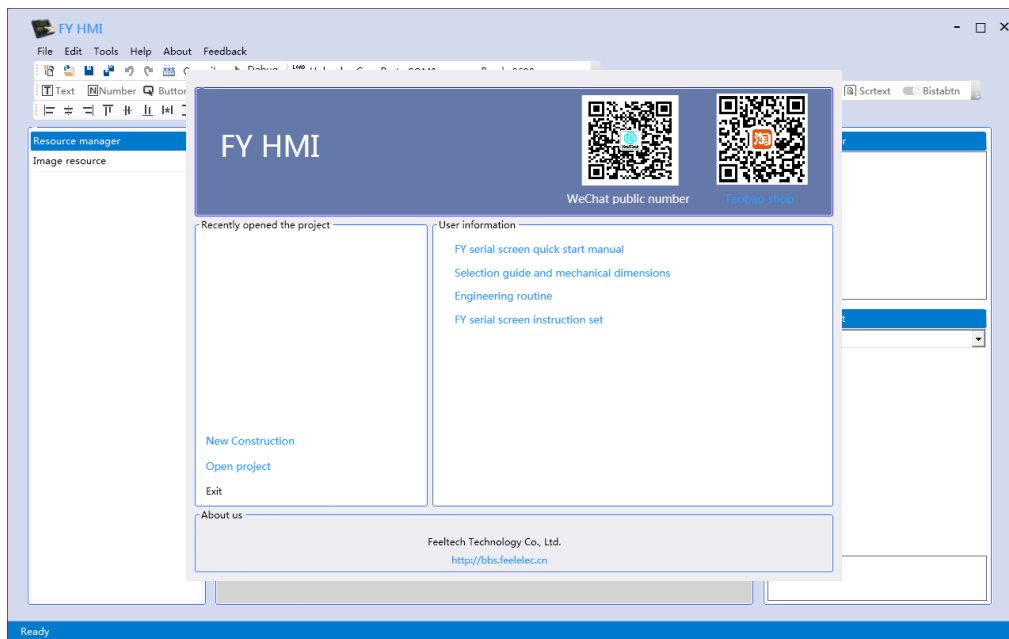 FY HMI
File Edit Tools Help About Feedback
Text Number Scrtext Bistabtn
Resource manager
Image resource
FY HMI
WeChat public number Taobao shop
Recently opened the project
New Construction
Open project
Exit
User information
FY serial screen quick start manual
Selection guide and mechanical dimensions
Engineering routine
FY serial screen instruction set
About us
Feeltech Technology Co., Ltd.
http://bbs.feelelec.cn
Ready